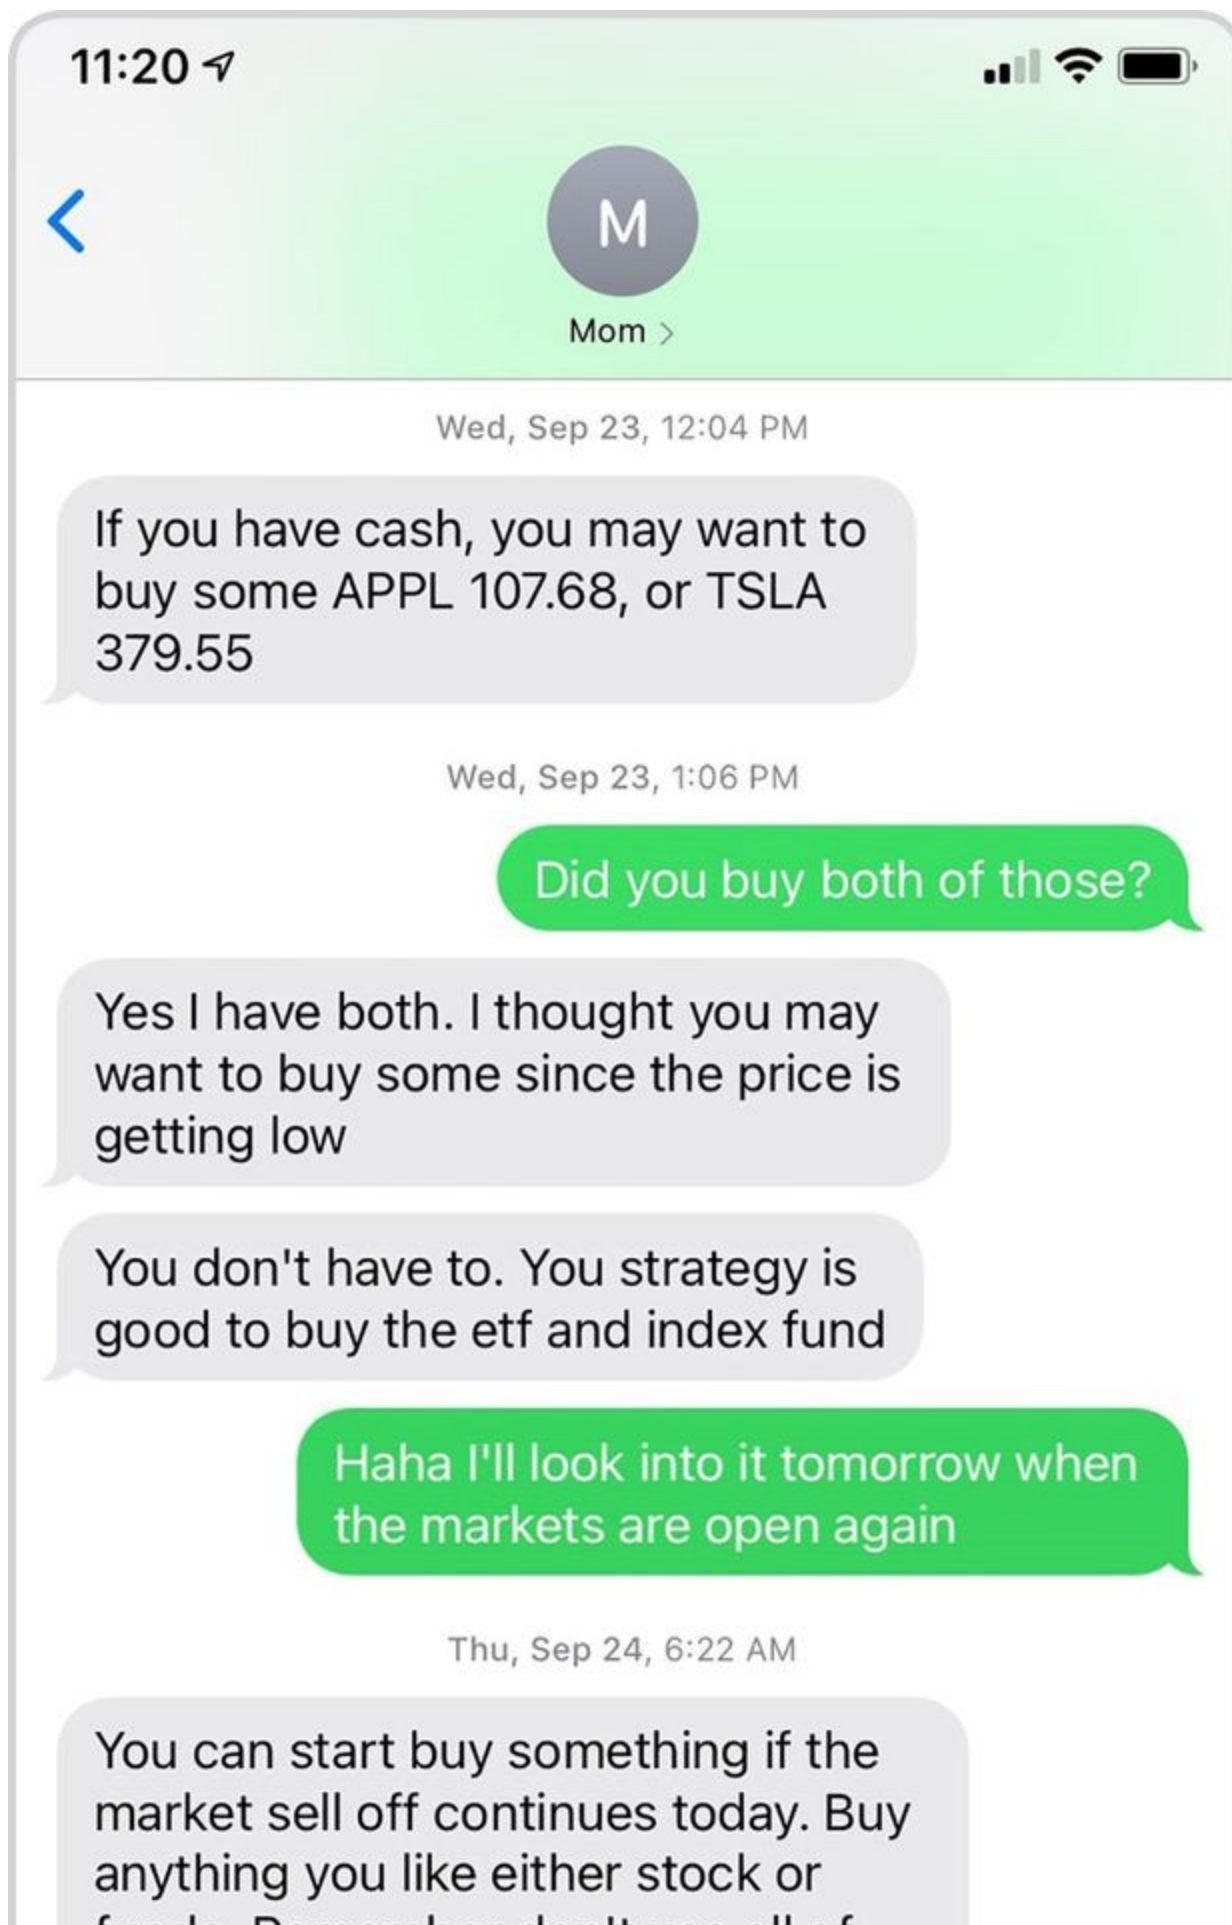 11:20
M
Mom >
Wed, Sep 23, 12:04 PM
If you have cash, you may want to
buy some APPL 107.68, or TSLA
379.55
Wed, Sep 23, 1:06 PM
Did you buy both of those?
Yes I have both. I thought you may
want to buy some since the price is
getting low
You don't have to. You strategy is
good to buy the etf and index fund
Haha I'll look into it tomorrow when
the markets are open again
Thu, Sep 24, 6:22 AM
You can start buy something if the
market sell off continues today. Buy
anything you like either stock or